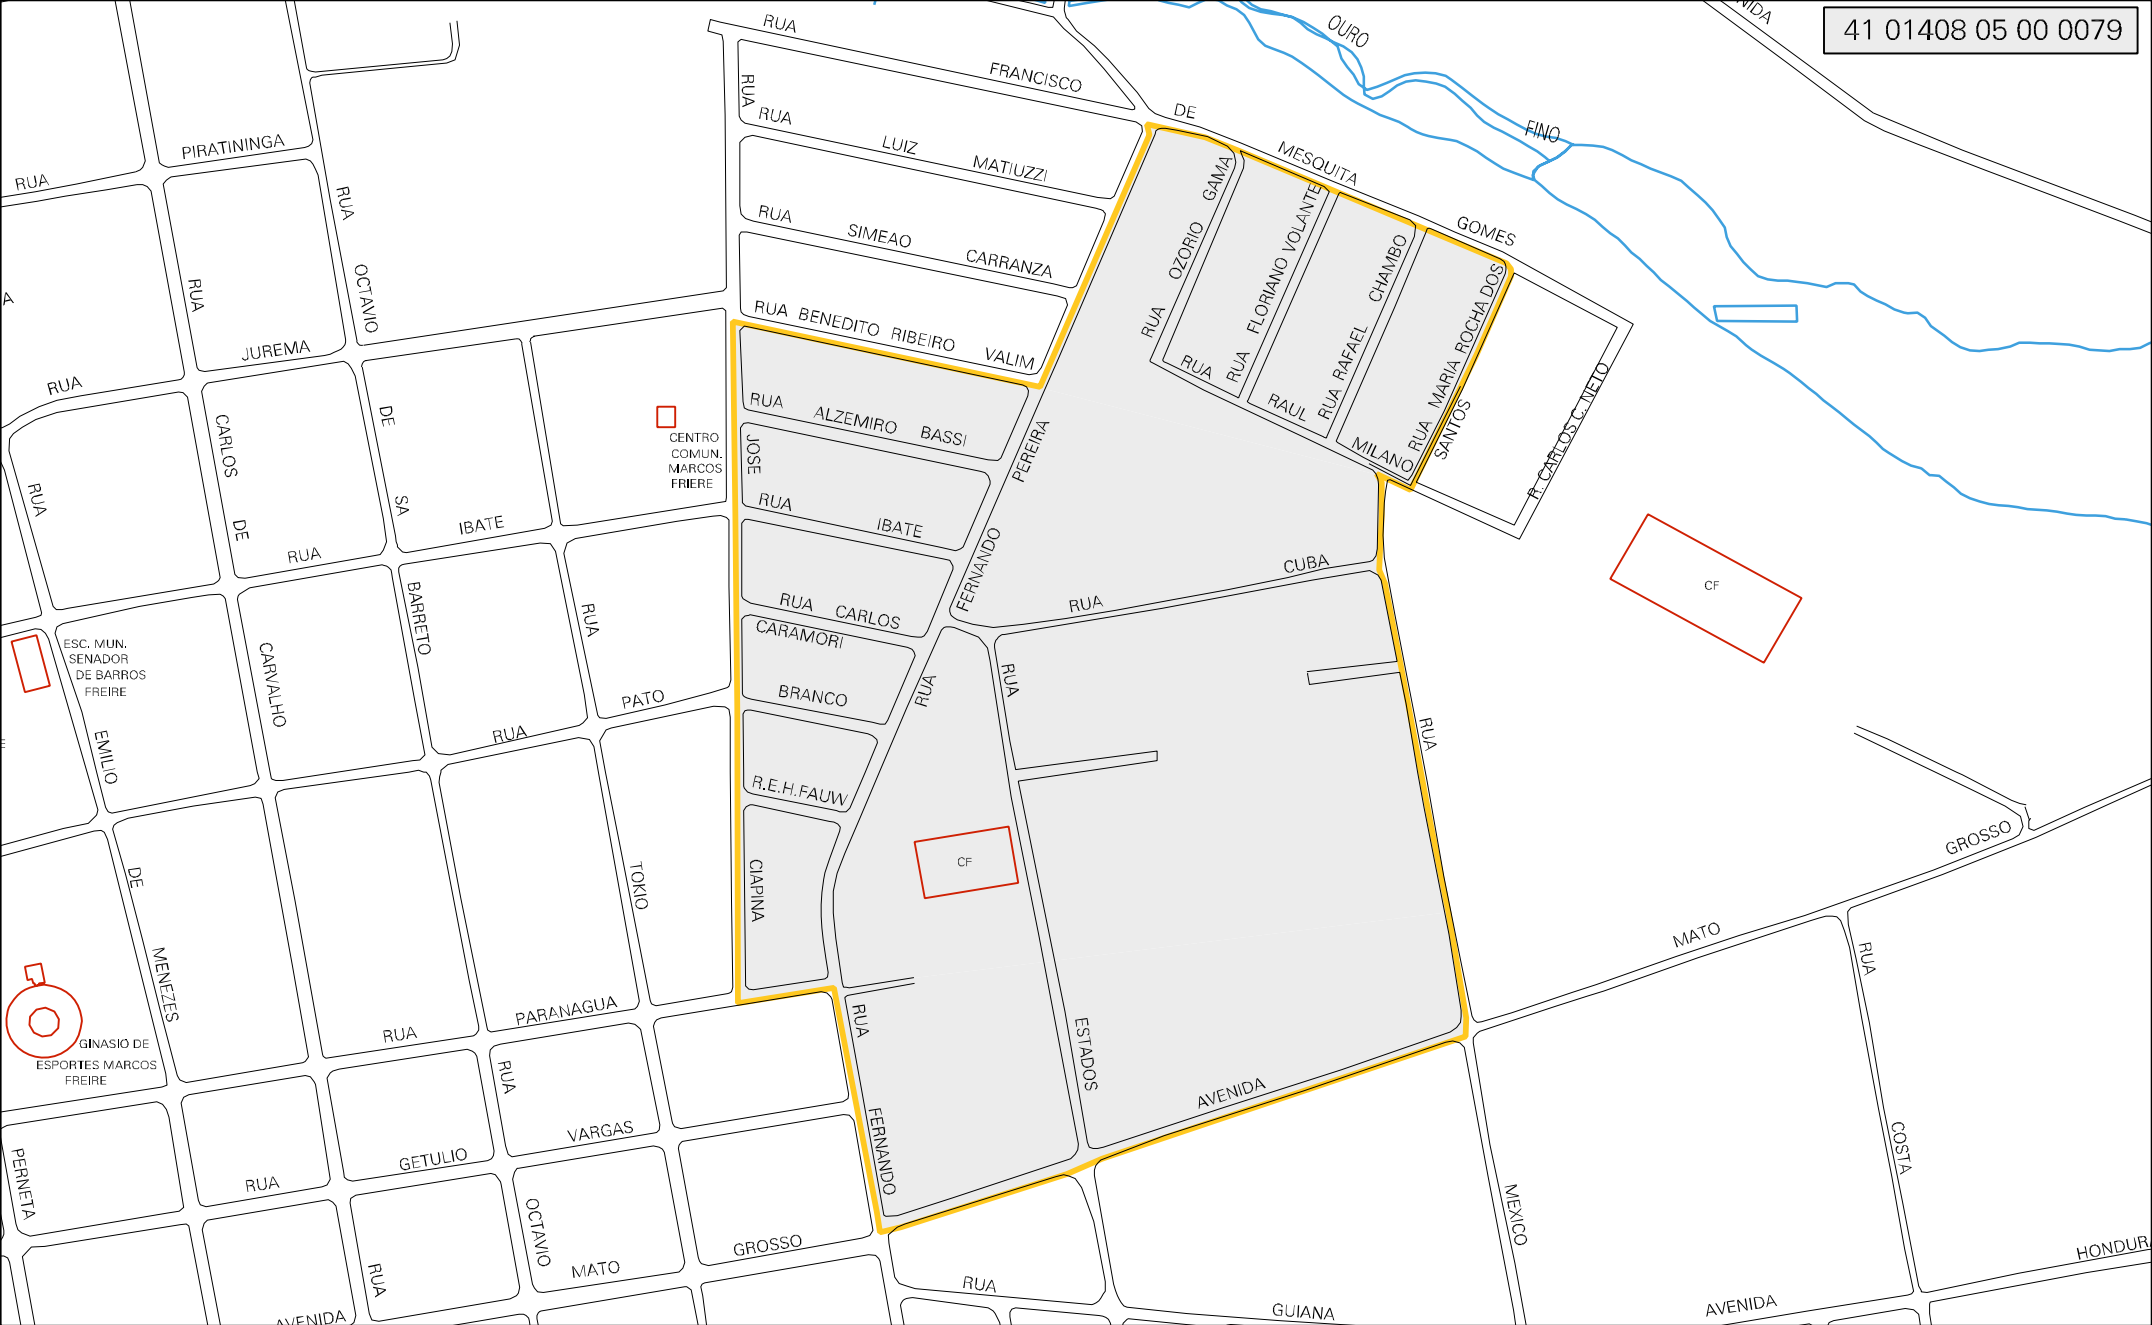 41 01408 05 00 0079
RUA FRANCISCO DE MESQUITA GOMES
OURO FINO
RUA LUIZ MATIUZZI
RUA SIMEAO CARRANZA
RUA BENEDITO RIBEIRO VALIM
RUA ALZEMIRO BASSI
RUA IBATE
RUA CARLOS
CARAMORI
BRANCO
R.E.H.FAUW
RUA JOSE CIAPINA
RUA PIRATININGA
RUA JUREMA
RUA IBATE
RUA PATO
RUA PARANAGUA
RUA GETULIO VARGAS
AVENIDA MATO GROSSO
RUA OCTAVIO DE SA BARRETO
RUA OCTAVIO
RUA CARLOS DE CARVALHO
RUA
RUA EMILIO DE MENEZES
RUA TOKIO
PERNETA
CENTRO
COMUN.
MARCOS
FRIERE
ESC. MUN.
SENADOR
DE BARROS
FREIRE
GINASIO DE
ESPORTES MARCOS
FREIRE
RUA FERNANDO PEREIRA
RUA FERNANDO
RUA OZORIO GAMA
RUA FLORIANO VOLANTE
RUA RAFAEL CHAMBO
RUA MARIA ROCHA DOS
SANTOS
RUA RAUL MILANO
R. CARLOS C. NETO
RUA CUBA
RUA ESTADOS
CF
CF
RUA MEXICO
AVENIDA MATO GROSSO
RUA COSTA
RUA GUIANA
AVENIDA HONDUR
A